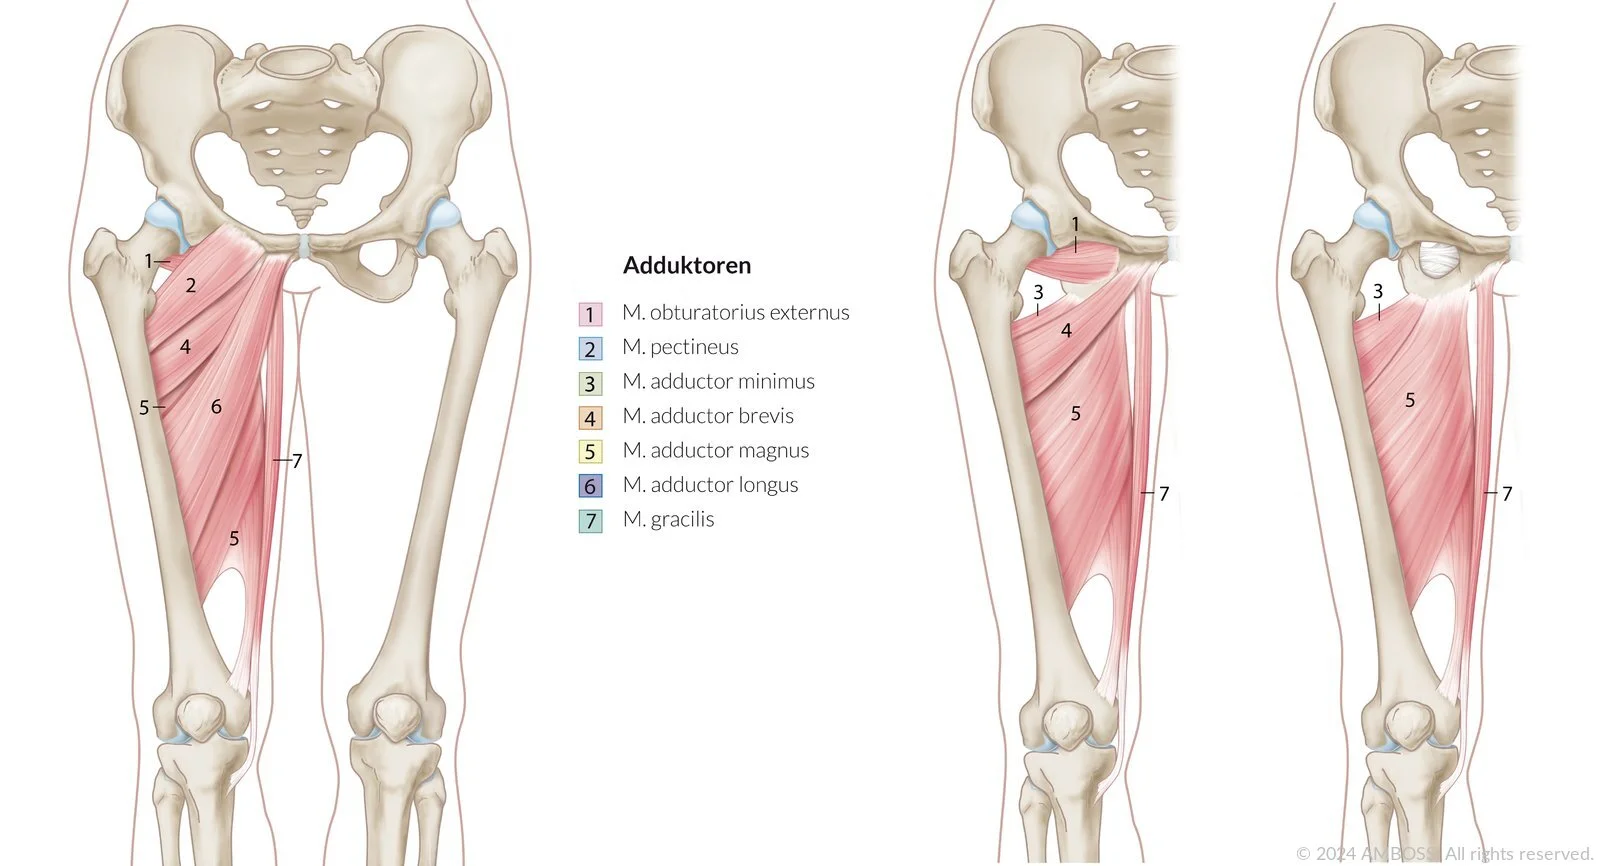 1
2
4
5
6
7
5
Adduktoren
1 M. obturatorius externus
2 M. pectineus
3 M. adductor minimus
4 M. adductor brevis
5 M. adductor magnus
6 M. adductor longus
7 M. gracilis
1
3
4
5
7
3
5
7
© 2024 AMBOSS. All rights reserved.